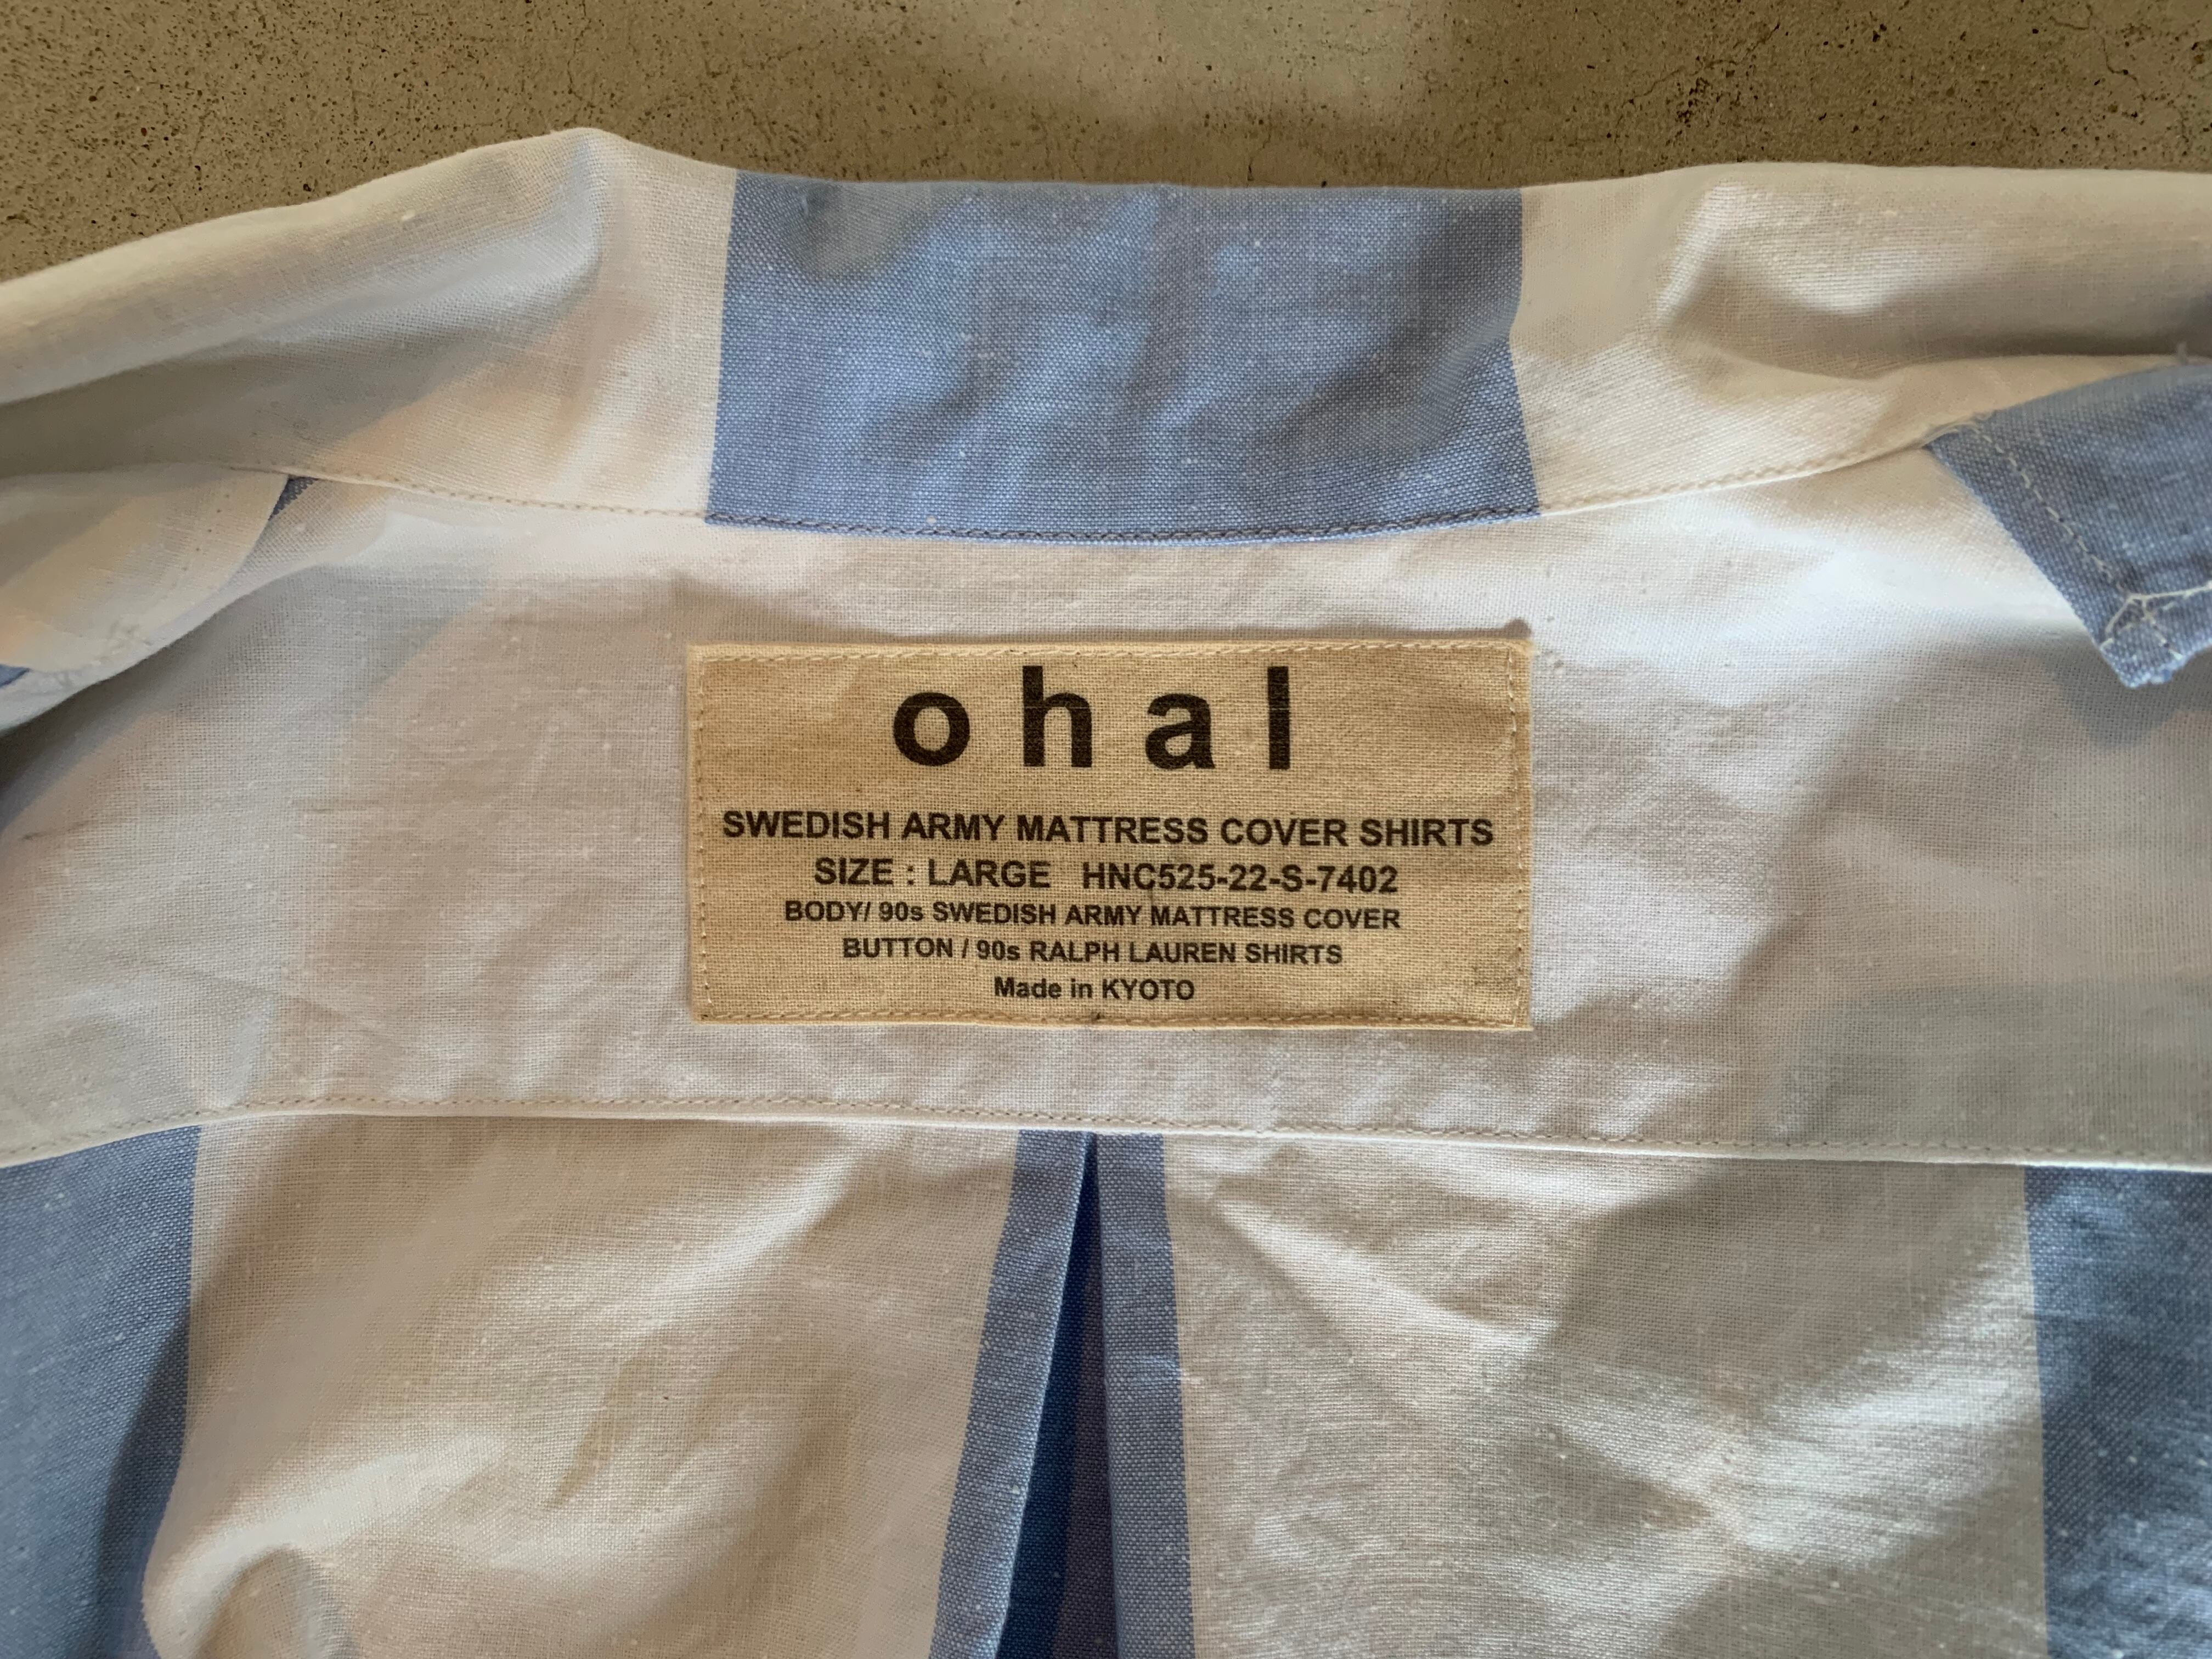 ohal
SWEDISH ARMY MATTRESS COVER SHIRTS
SIZE : LARGE HNC525-22-S-7402
BODY/ 90s SWEDISH ARMY MATTRESS COVER
BUTTON / 90s RALPH LAUREN SHIRTS
Made in KYOTO